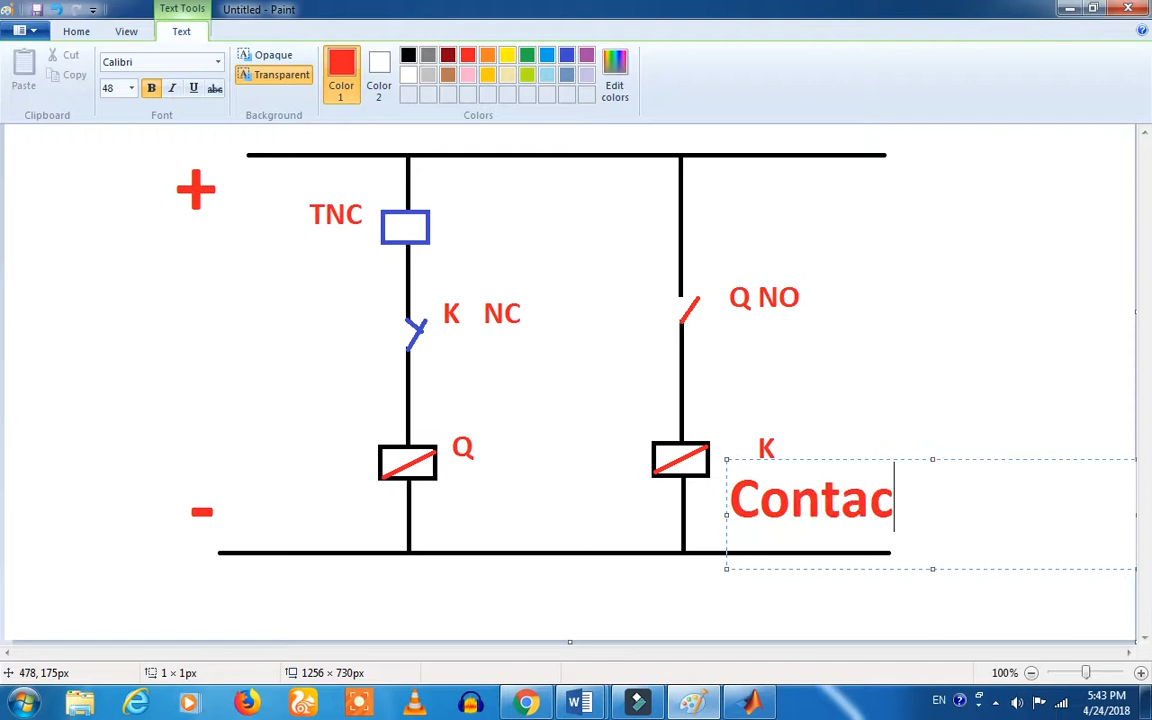 Text Tools
Untitled - Paint
Home
View
Text
Paste
Cut
Copy
Clipboard
Calibri
48
B I U abc
Font
Opaque
Transparent
Background
Color 1
Color 2
Edit colors
Colors
+
TNC
K NC
Q NO
Q
K
Contac
-
478, 175px
1 × 1px
1256 × 730px
100%
EN
5:43 PM
4/24/2018